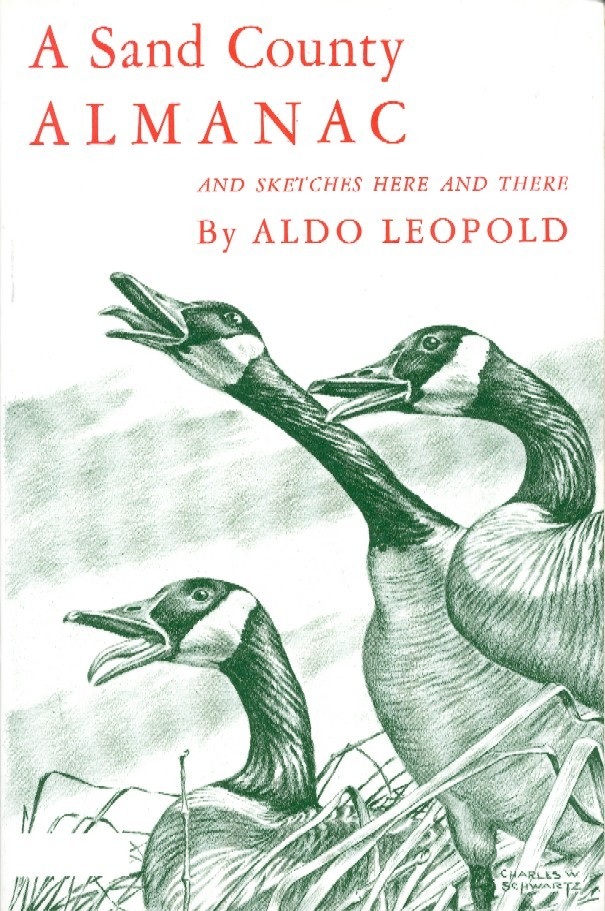 A Sand County
ALMANAC
AND SKETCHES HERE AND THERE
By ALDO LEOPOLD
CHARLES W
SCHWARTZ